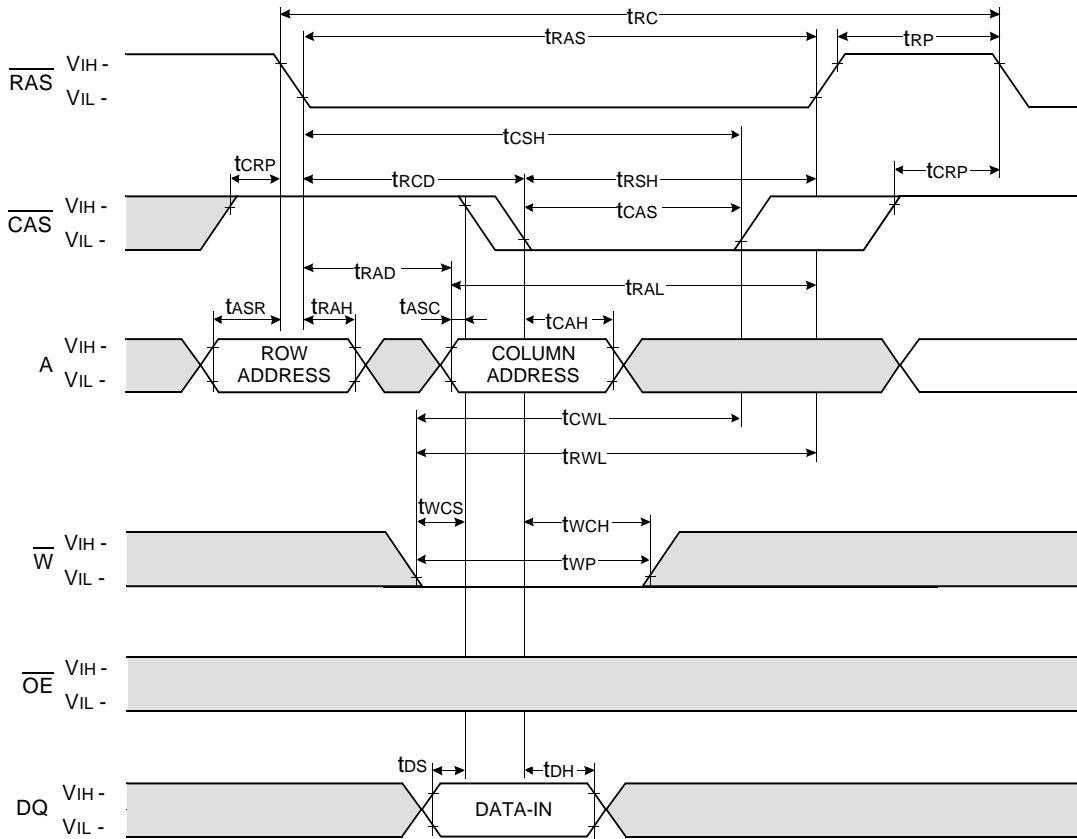 tRC
tRAS
tRP
RAS
VIH -
VIL -
tCSH
tCRP
tRCD
tRSH
tCRP
CAS
VIH -
VIL -
tCAS
tRAD
tRAL
tASR
tRAH
tASC
tCAH
A
VIH -
VIL -
ROW
ADDRESS
COLUMN
ADDRESS
tCWL
tRWL
tWCS
tWCH
W
VIH -
VIL -
tWP
OE
VIH -
VIL -
tDS
tDH
DQ
VIH -
VIL -
DATA-IN